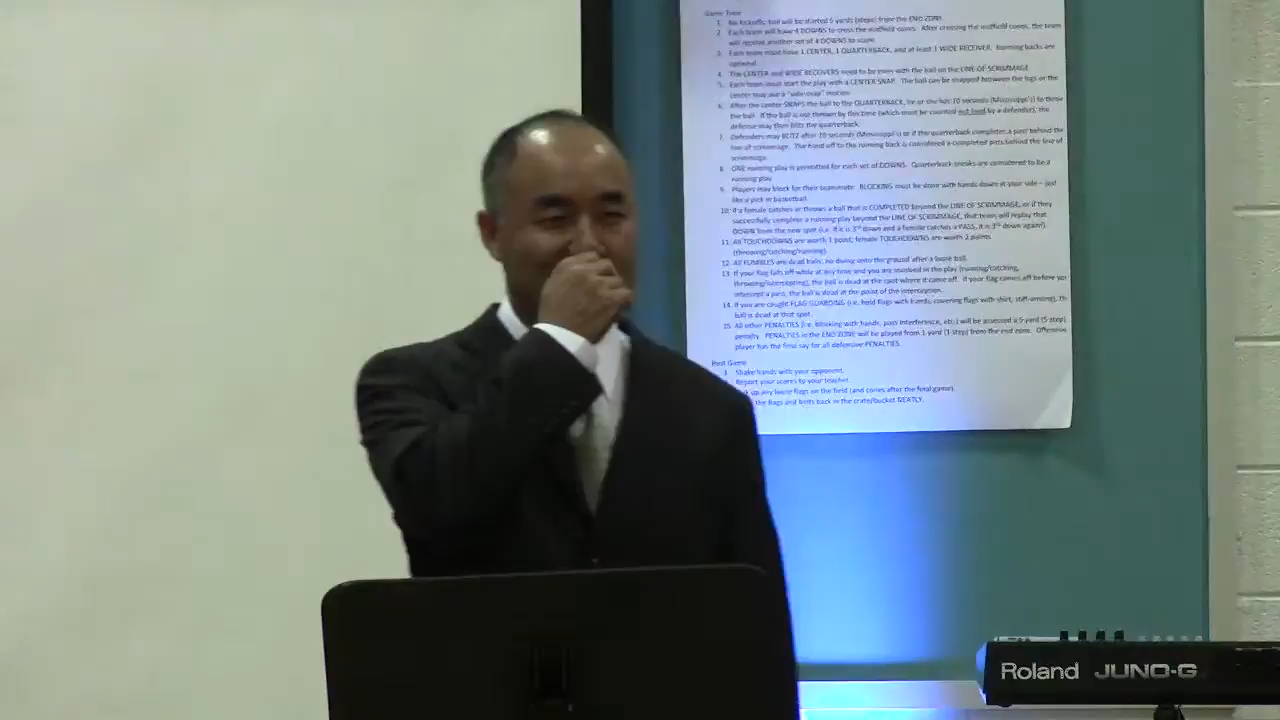 Game Time
1. No kickoffs: ball will be started 5 yards (steps) from the END ZONE.
2. Each team will have 4 DOWNS to cross the midfield cones. After crossing the midfield cones, the team
will receive another set of 4 DOWNS to score.
3. Each team must have 1 CENTER, 1 QUARTERBACK, and at least 1 WIDE RECEIVER. Running backs are
optional.
4. The CENTER and WIDE RECEIVERS need to be even with the ball on the LINE OF SCRIMMAGE.
5. Each team must start the play with a CENTER SNAP. The ball can be snapped between the legs or the
center may use a "side-snap" motion.
6. After the center SNAPS the ball to the QUARTERBACK, he or she has 10 seconds (Mississippi's) to throw
the ball. If the ball is not thrown by this time (which must be counted out loud by a defender), the
defense may then blitz the quarterback.
7. Defenders may BLITZ after 10 seconds (Mississippi's) or if the quarterback completes a pass behind the
line of scrimmage. The hand off to the running back is considered a completed pass behind the line of
scrimmage.
8. ONE running play is permitted for each set of DOWNS. Quarterback sneaks are considered to be a
running play.
9. Players may block for their teammate. BLOCKING must be done with hands down at your side – just
like a pick in basketball.
10. If a female catches or throws a ball that is COMPLETED beyond the LINE OF SCRIMMAGE, or if they
successfully complete a running play beyond the LINE OF SCRIMMAGE, that team will replay that
DOWN from the new spot (i.e. if it is 3rd down and a female catches a PASS, it is 3rd down again!).
11. All TOUCHDOWNS are worth 1 point; female TOUCHDOWNS are worth 2 points
(throwing/catching/running).
12. All FUMBLES are dead balls; no diving onto the ground after a loose ball.
13. If your flag falls off while at any time and you are involved in the play (running/catching,
throwing/intercepting), the ball is dead at the spot where it came off. If your flag comes off before you
intercept a pass, the ball is dead at the point of the interception.
14. If you are caught FLAG GUARDING (i.e. hold flags with hands, covering flags with shirt, stiff-arming), th
ball is dead at that spot.
15. All other PENALTIES (i.e. blocking with hands, pass interference, etc.) will be assessed a 5 yard (5 step)
penalty. PENALTIES in the END ZONE will be played from 1 yard (1 step) from the end zone. Offensive
player has the final say for all defensive PENALTIES.
Post Game
1. Shake hands with your opponent.
Report your scores to your teacher.
up any loose flags on the field (and cones after the final game).
the flags and belts back in the crate/bucket NEATLY.
Roland JUNO-G